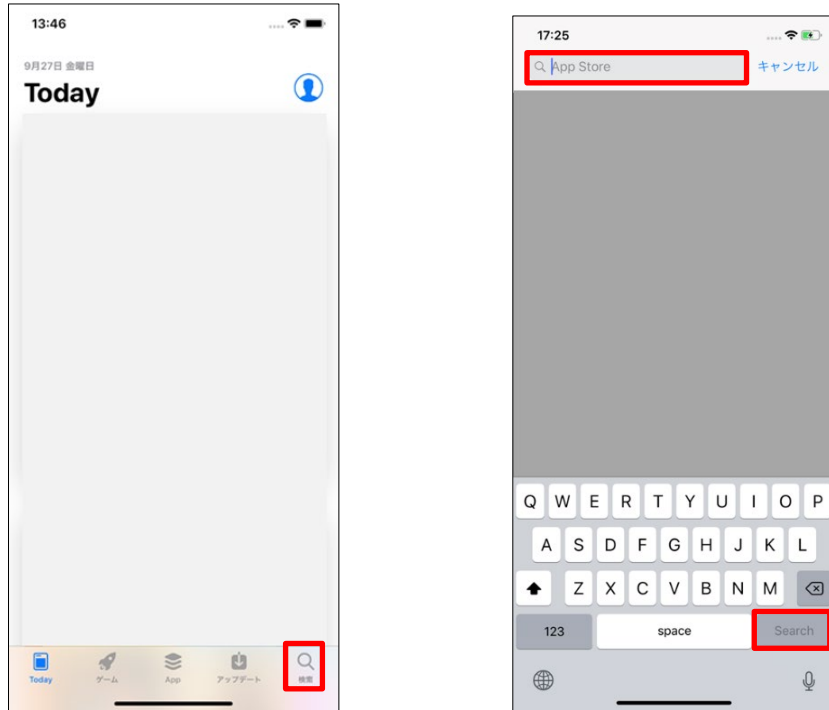 13:46
9月27日 金曜日
Today
Today
ゲーム
App
アップデート
検索
17:25
App Store
キャンセル
Q W E R T Y U I O P
A S D F G H J K L
Z X C V B N M
123 space Search